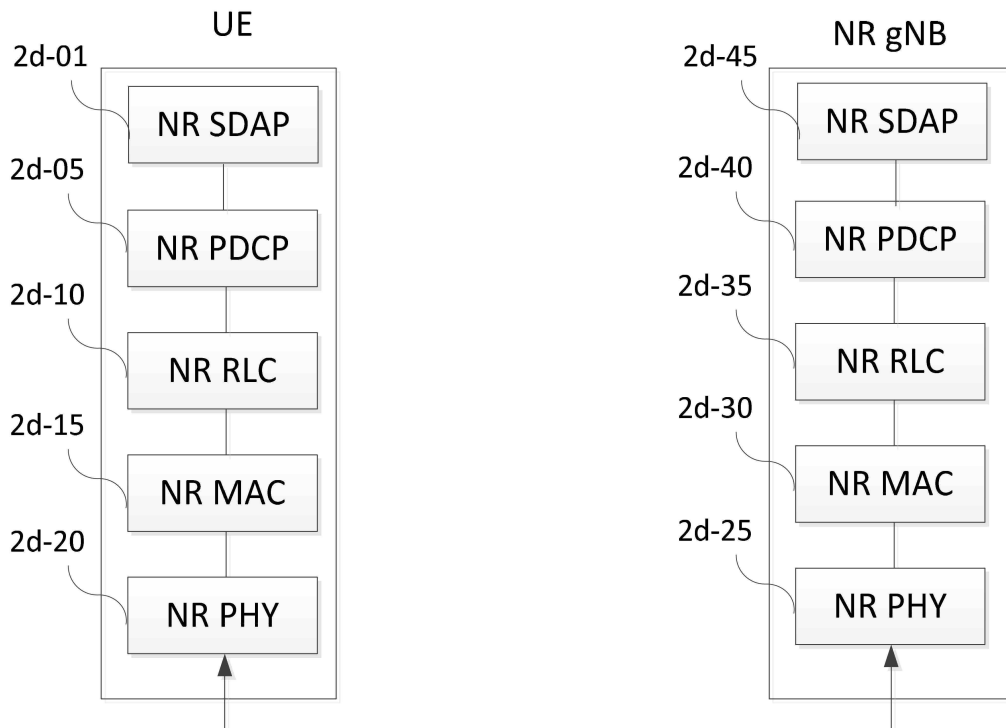 UE
2d-01
NR SDAP
2d-05
NR PDCP
2d-10
NR RLC
2d-15
NR MAC
2d-20
NR PHY
NR gNB
2d-45
NR SDAP
2d-40
NR PDCP
2d-35
NR RLC
2d-30
NR MAC
2d-25
NR PHY